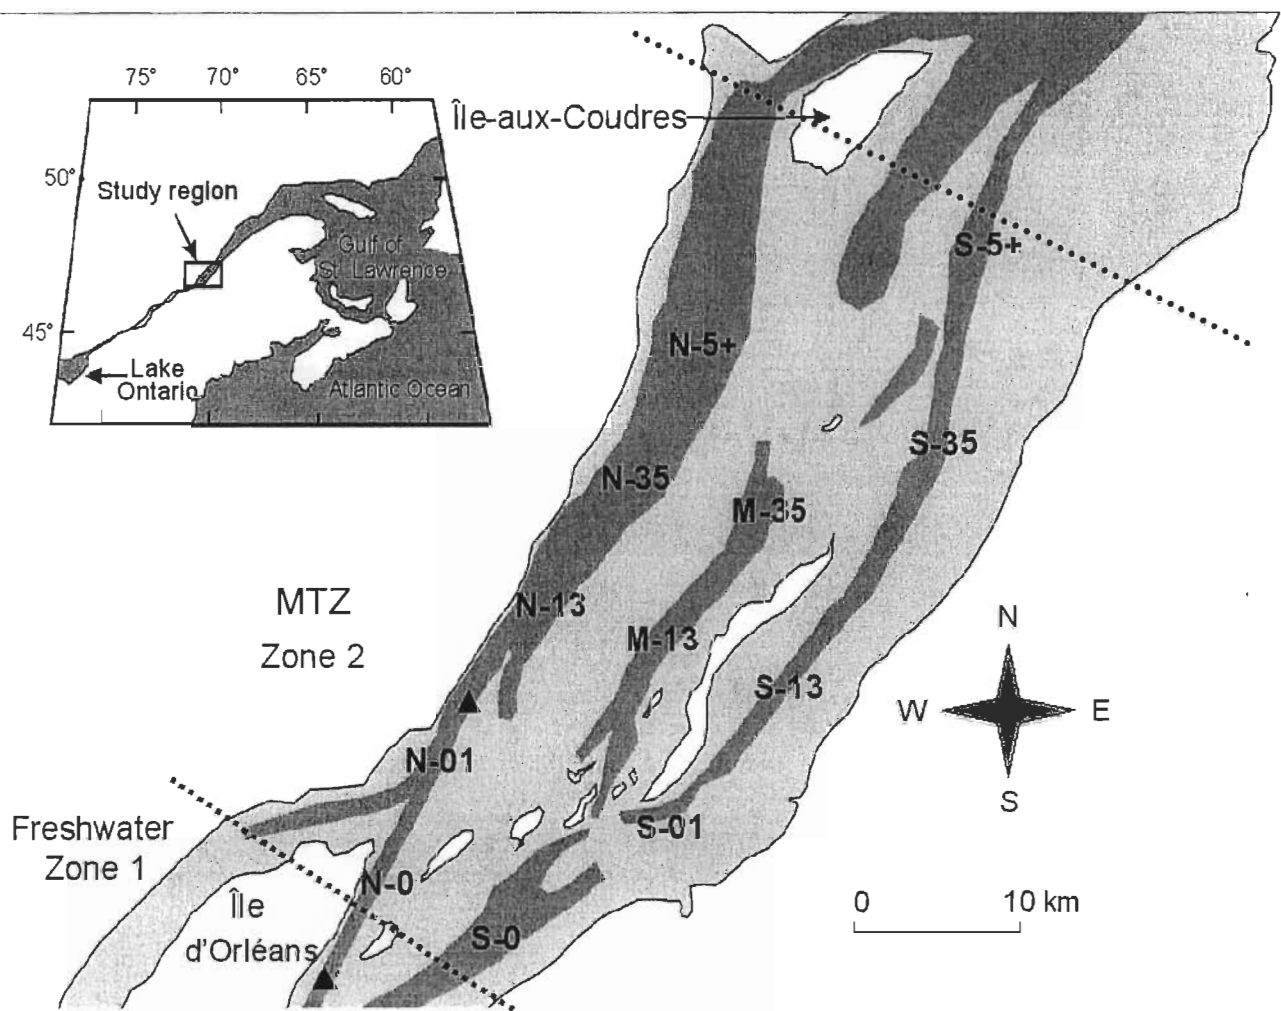 75° 70° 65° 60°
Île-aux-Coudres
50°
Study region
Gulf of
St. Lawrence
S-5+
45°
N-5+
Lake
Ontario
Atlantic Ocean
S-35
N-35
M-35
MTZ
Zone 2
N-13
M-13
N
S-13
W E
N-01
S
Freshwater
Zone 1
S-01
N-0
Île
d'Orléans
0 10 km
S-0